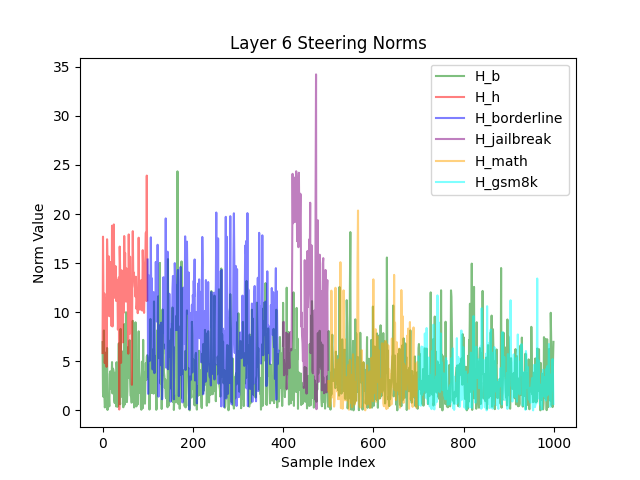 Layer 6 Steering Norms
35
30
25
20
15
10
5
0
Norm Value
H_b
H_h
H_borderline
H_jailbreak
H_math
H_gsm8k
0
200
400
600
800
1000
Sample Index